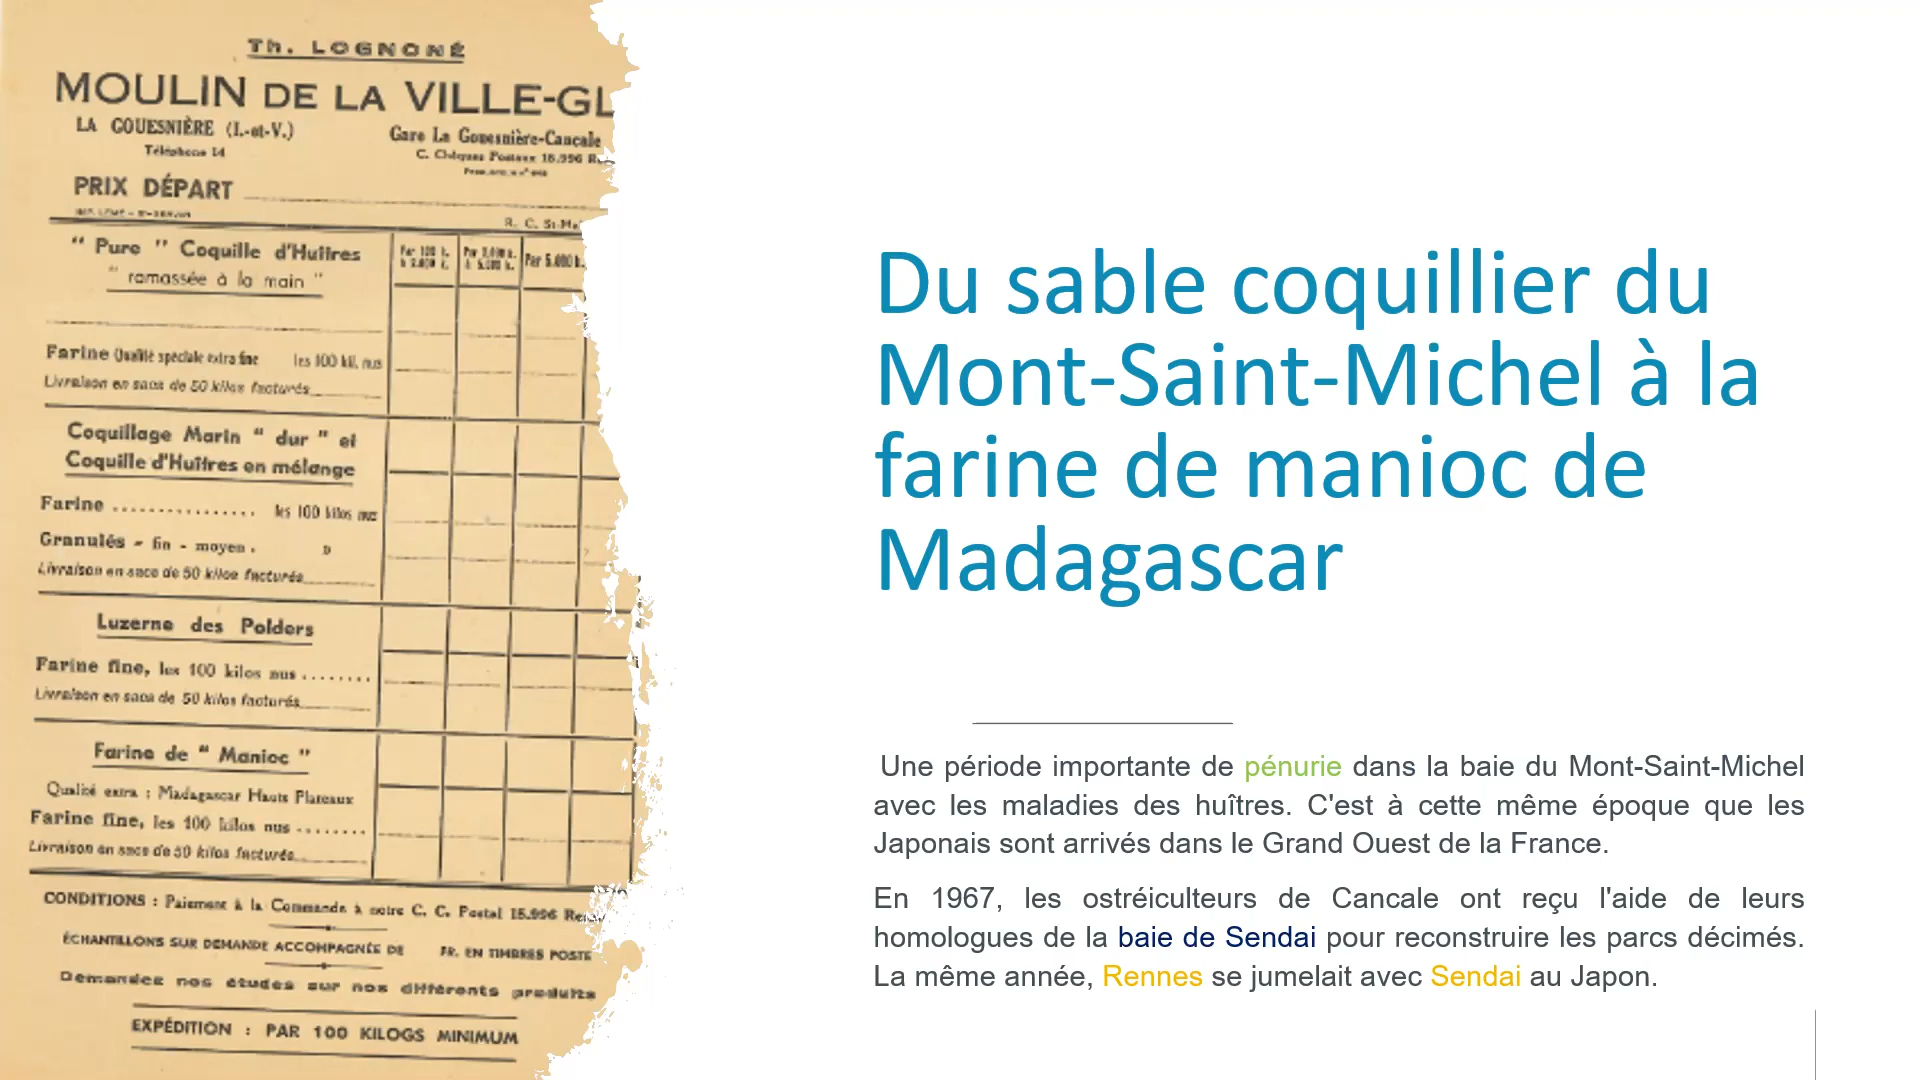 Th. LOGNONÉ
MOULIN DE LA VILLE-GL
LA GOUESNIÈRE (I.-et-V.)
Gare La Gouesnière-Cancale
Téléphone 14
C. Chèques Postaux 15.996
PRIX DÉPART
R. C. St-Ma
“ Pure ” Coquille d'Huîtres
Par 100 k. Par 5.000 k.
“ ramassée à la main ”
Farine Qualité spéciale extra fine les 100 kil. nus
Livraison en sacs de 50 kilos facturés
Coquillage Marin “ dur ” et
Coquille d'Huîtres en mélange
Farine ................ les 100 kilos nus
Granulés - fin - moyen . »
Livraison en sacs de 50 kilos facturés
Luzerne des Polders
Farine fine, les 100 kilos nus ........
Livraison en sacs de 50 kilos facturés
Farine de “ Manioc ”
Qualité extra : Madagascar Hauts Plateaux
Farine fine, les 100 kilos nus ........
Livraison en sacs de 50 kilos facturés
CONDITIONS : Paiement à la Commande à notre C. C. Postal 15.996
ÉCHANTILLONS SUR DEMANDE ACCOMPAGNÉE DE FR. EN TIMBRES POSTE
Demandez nos études sur nos différents produits
EXPÉDITION : PAR 100 KILOGS MINIMUM
Du sable coquillier du
Mont-Saint-Michel à la
farine de manioc de
Madagascar
Une période importante de pénurie dans la baie du Mont-Saint-Michel
avec les maladies des huîtres. C'est à cette même époque que les
Japonais sont arrivés dans le Grand Ouest de la France.
En 1967, les ostréiculteurs de Cancale ont reçu l'aide de leurs
homologues de la baie de Sendai pour reconstruire les parcs décimés.
La même année, Rennes se jumelait avec Sendai au Japon.